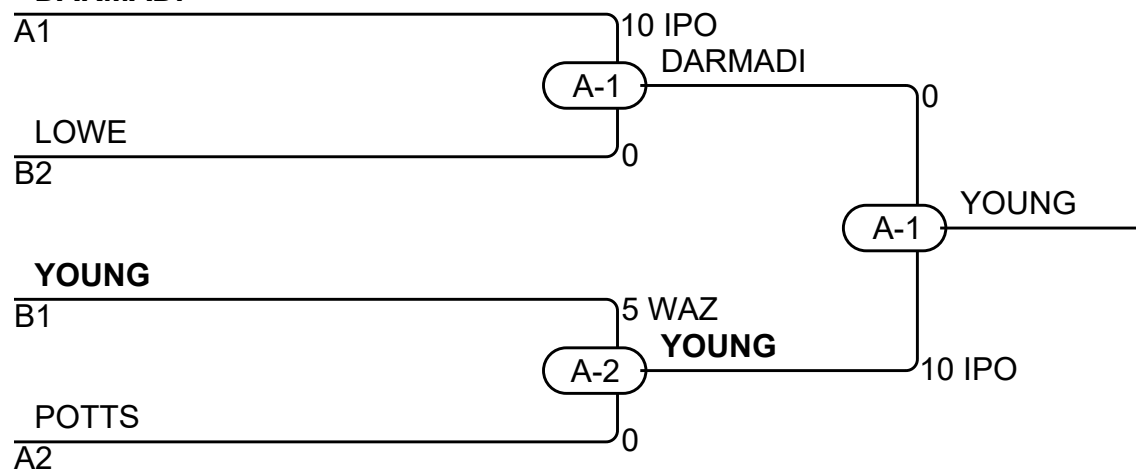 A1
10 IPO
DARMADI
A-1
0
LOWE
0
B2
YOUNG
A-1
YOUNG
B1
5 WAZ
YOUNG
A-2
10 IPO
POTTS
0
A2